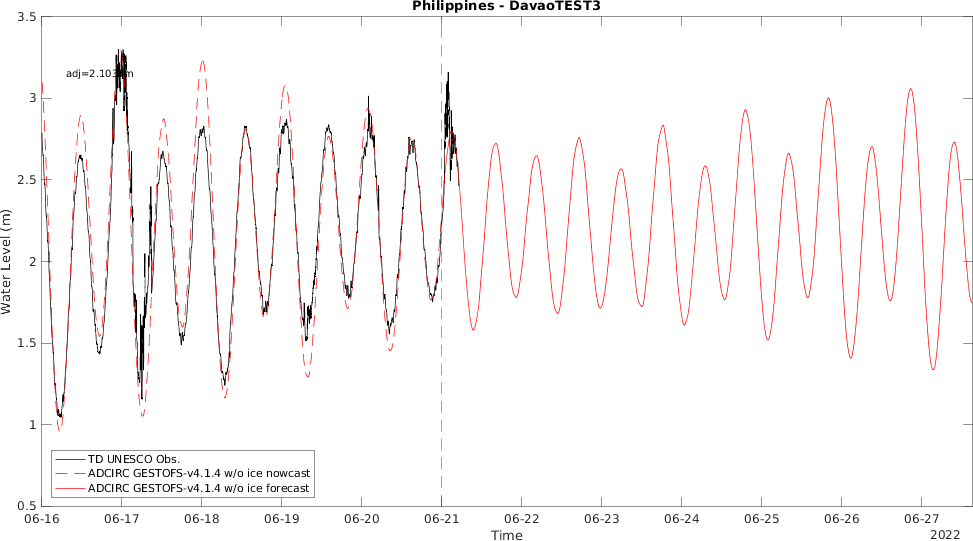 Philippines - DavaoTEST3
3.5
3
2.5
2
1.5
1
0.5
Water Level (m)
TD UNESCO Obs.
ADCIRC GESTOFS-v4.1.4 w/o ice nowcast
ADCIRC GESTOFS-v4.1.4 w/o ice forecast
06-16 06-17 06-18 06-19 06-20 06-21 06-22 06-23 06-24 06-25 06-26 06-27
Time
2022